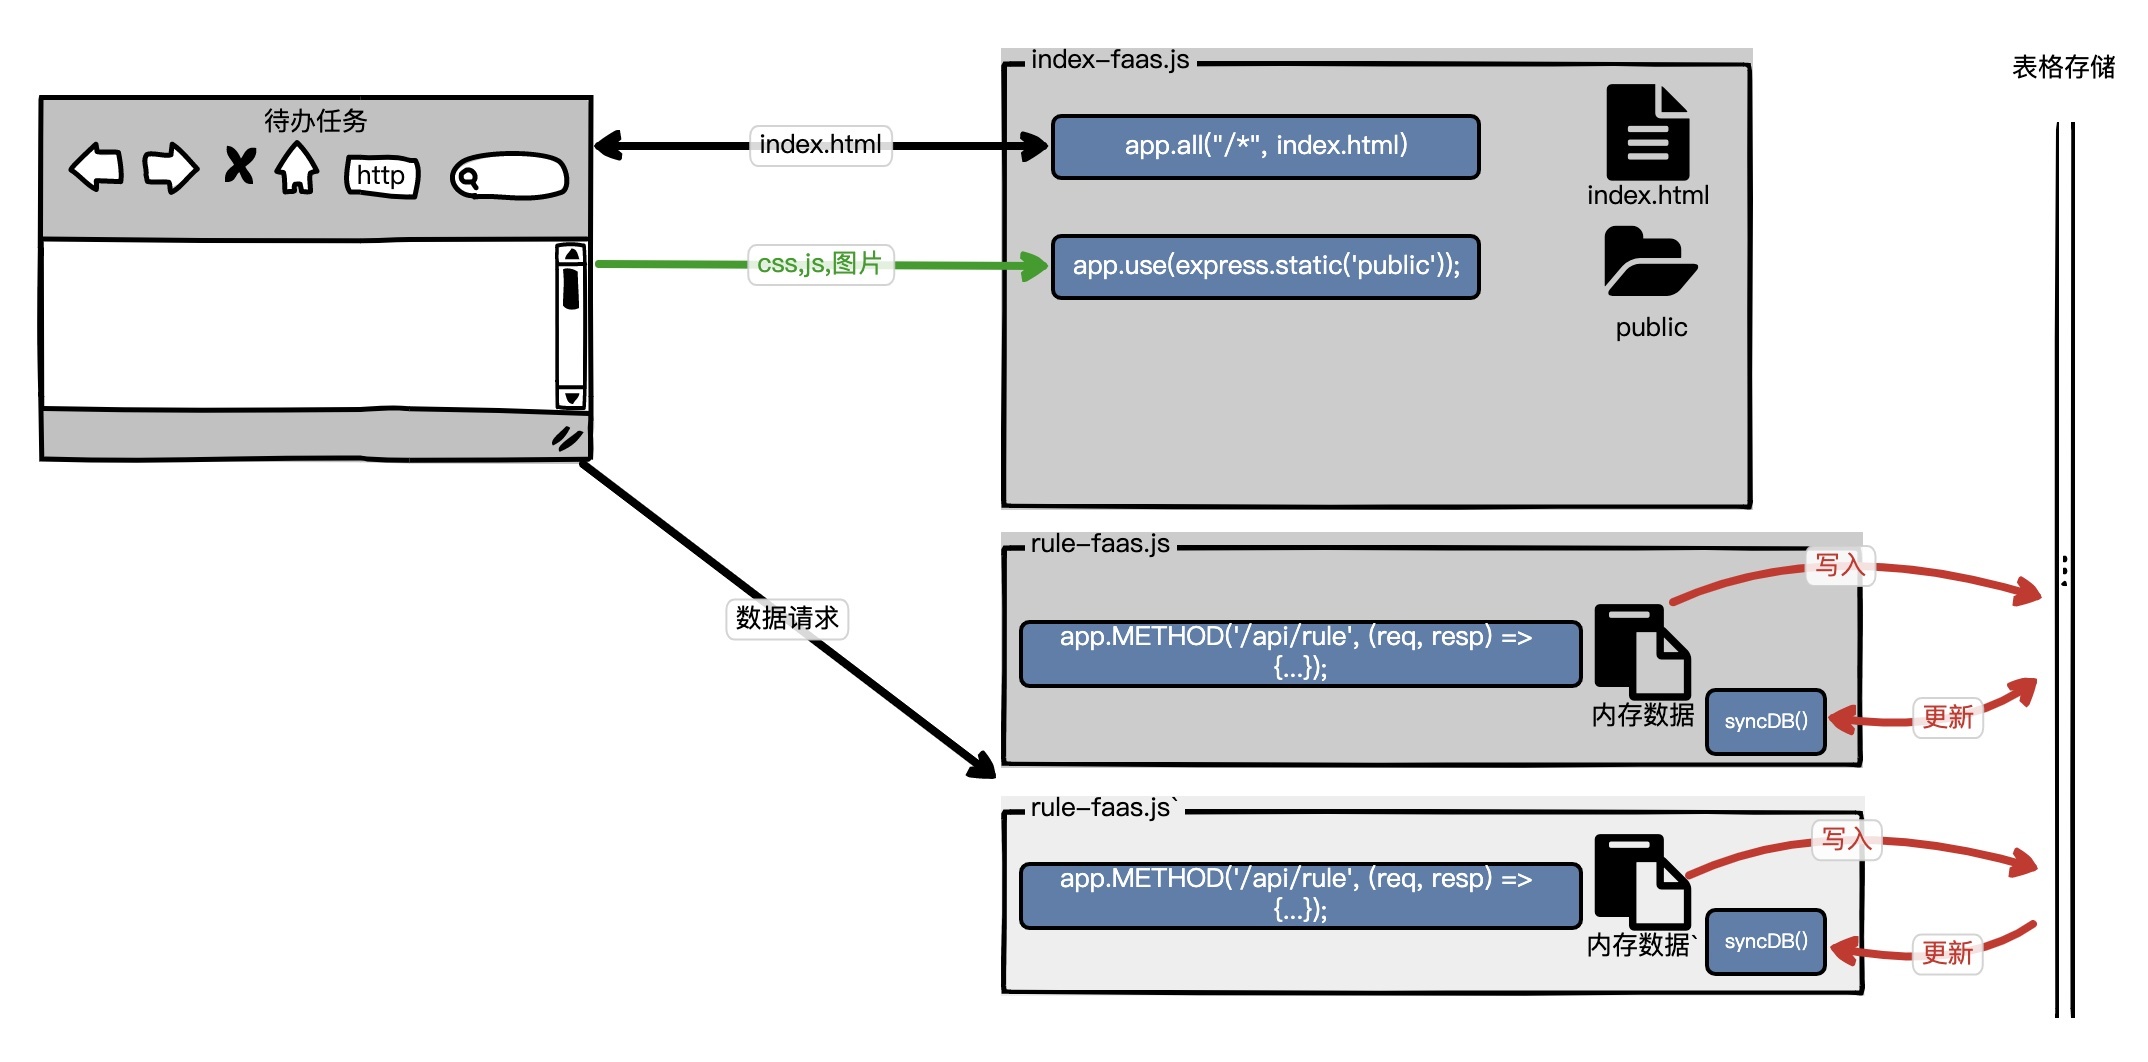 待办任务
http
index.html
css,js,图片
数据请求
index-faas.js
app.all("/*", index.html)
app.use(express.static('public'));
index.html
public
rule-faas.js
app.METHOD('/api/rule', (req, resp) =>
{...});
内存数据
syncDB()
写入
更新
rule-faas.js`
app.METHOD('/api/rule', (req, resp) =>
{...});
内存数据`
syncDB()
写入
更新
表格存储